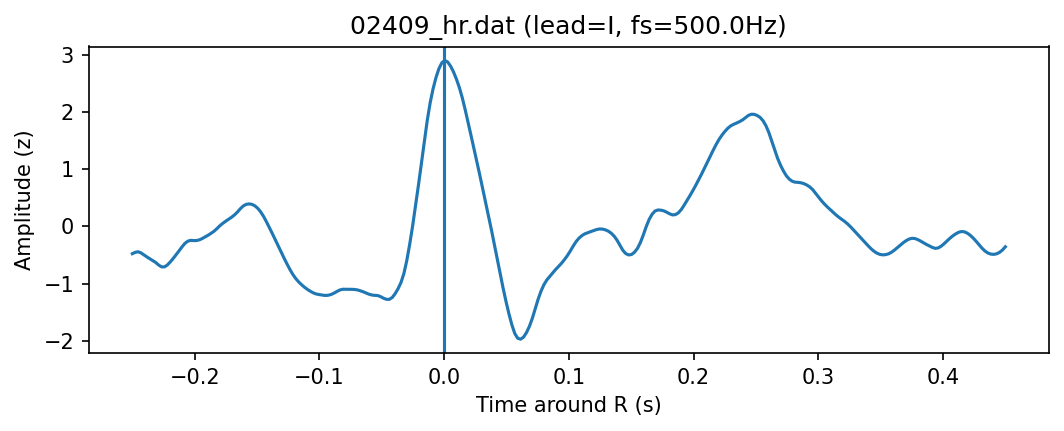 02409_hr.dat (lead=I, fs=500.0Hz)
3
2
1
0
−1
−2
Amplitude (z)
−0.2 −0.1 0.0 0.1 0.2 0.3 0.4
Time around R (s)